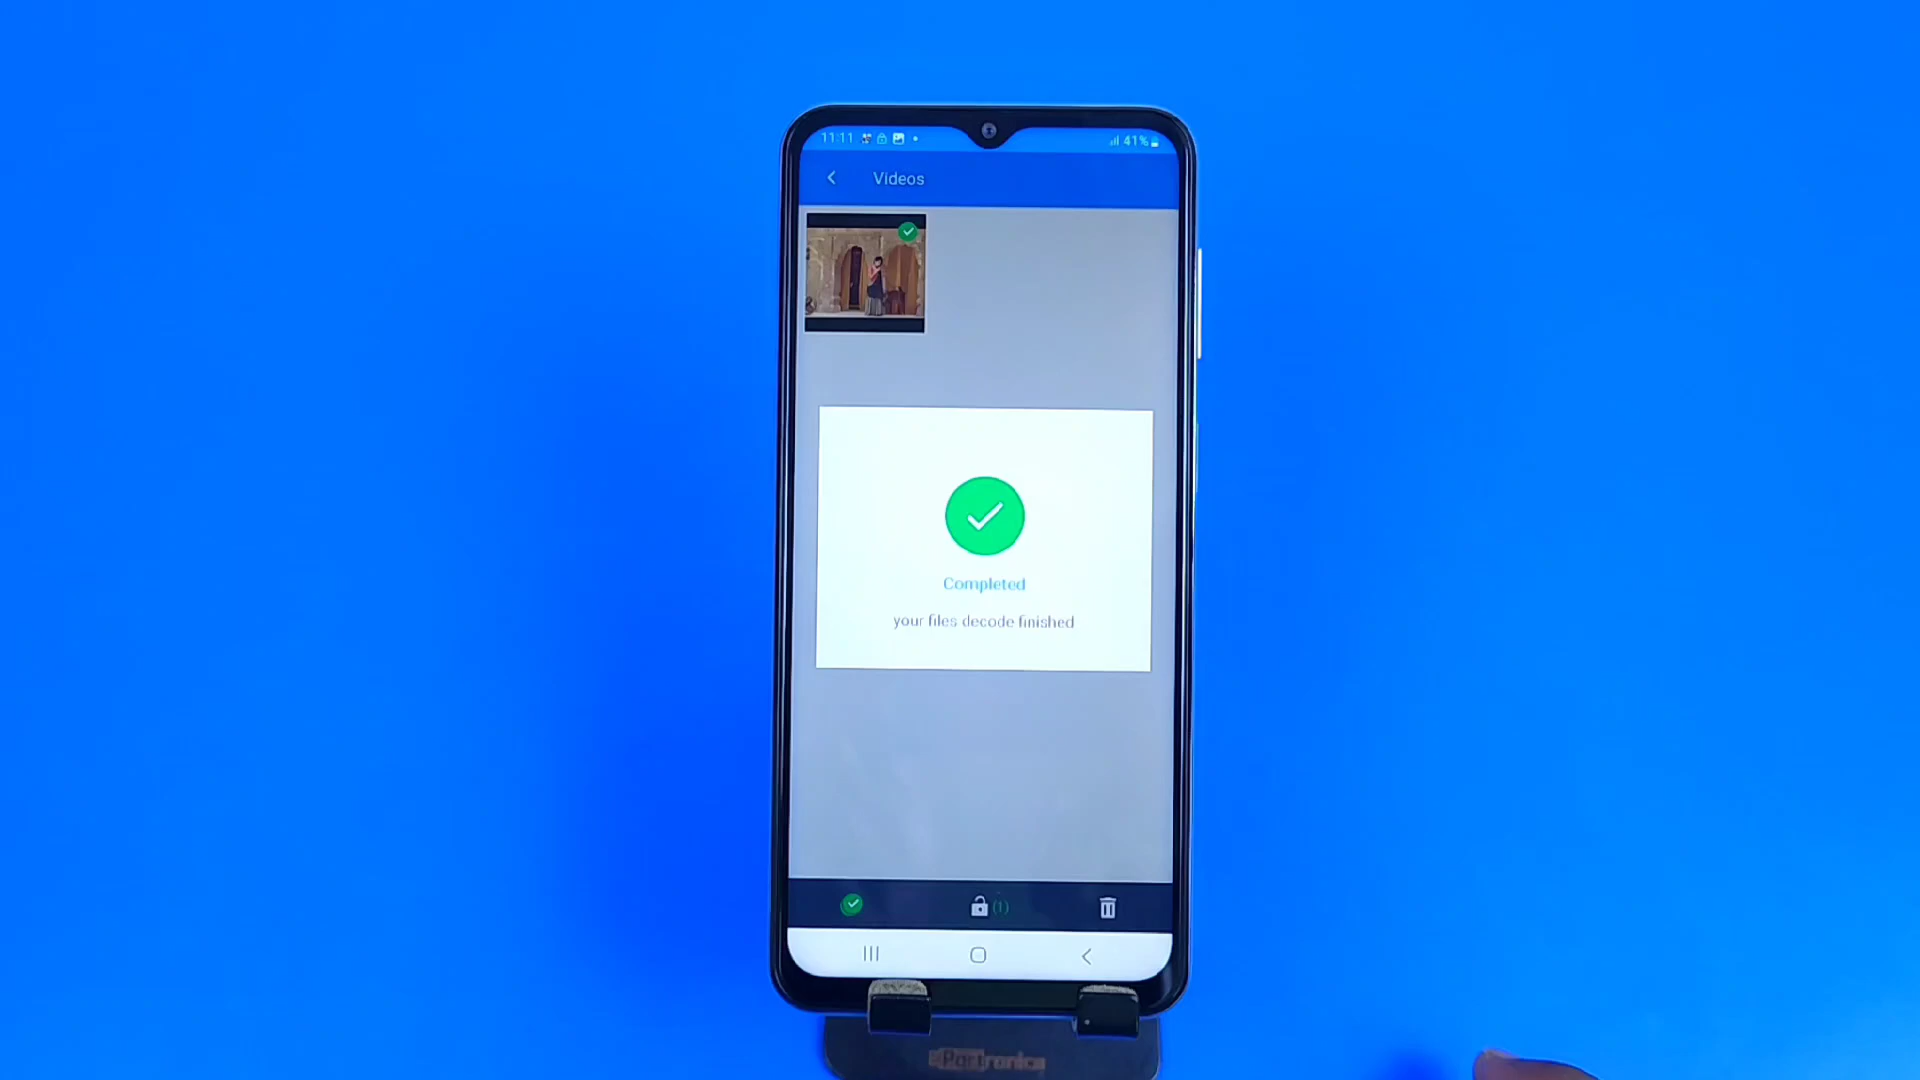 11:11
41%
Videos
Completed
your files decode finished
(1)
Portronics